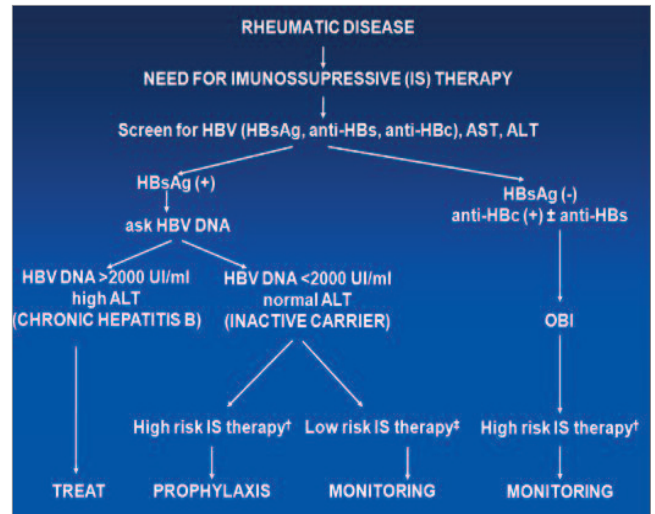 RHEUMATIC DISEASE
NEED FOR IMUNOSSUPRESSIVE (IS) THERAPY
Screen for HBV (HBsAg, anti-HBs, anti-HBc), AST, ALT
HBsAg (+)
ask HBV DNA
HBsAg (-)
anti-HBc (+) ± anti-HBs
HBV DNA >2000 UI/ml
high ALT
(CHRONIC HEPATITIS B)
HBV DNA <2000 UI/ml
normal ALT
(INACTIVE CARRIER)
OBI
High risk IS therapy†
Low risk IS therapy‡
High risk IS therapy†
TREAT
PROPHYLAXIS
MONITORING
MONITORING